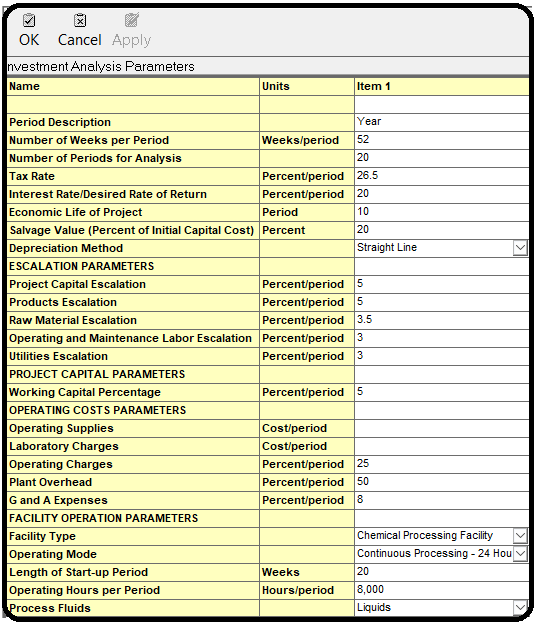 OK Cancel Apply
nvestment Analysis Parameters
Name Units Item 1
Period Description Year
Number of Weeks per Period Weeks/period 52
Number of Periods for Analysis 20
Tax Rate Percent/period 26.5
Interest Rate/Desired Rate of Return Percent/period 20
Economic Life of Project Period 10
Salvage Value (Percent of Initial Capital Cost) Percent 20
Depreciation Method Straight Line
ESCALATION PARAMETERS
Project Capital Escalation Percent/period 5
Products Escalation Percent/period 5
Raw Material Escalation Percent/period 3.5
Operating and Maintenance Labor Escalation Percent/period 3
Utilities Escalation Percent/period 3
PROJECT CAPITAL PARAMETERS
Working Capital Percentage Percent/period 5
OPERATING COSTS PARAMETERS
Operating Supplies Cost/period
Laboratory Charges Cost/period
Operating Charges Percent/period 25
Plant Overhead Percent/period 50
G and A Expenses Percent/period 8
FACILITY OPERATION PARAMETERS
Facility Type Chemical Processing Facility
Operating Mode Continuous Processing - 24 Hou
Length of Start-up Period Weeks 20
Operating Hours per Period Hours/period 8,000
Process Fluids Liquids